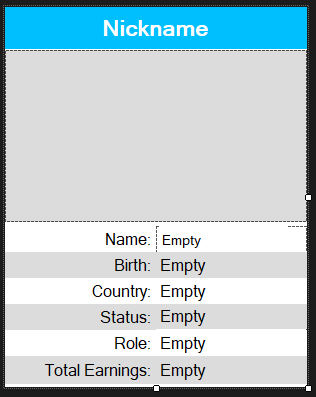 Nickname
Name: Empty
Birth: Empty
Country: Empty
Status: Empty
Role: Empty
Total Earnings: Empty